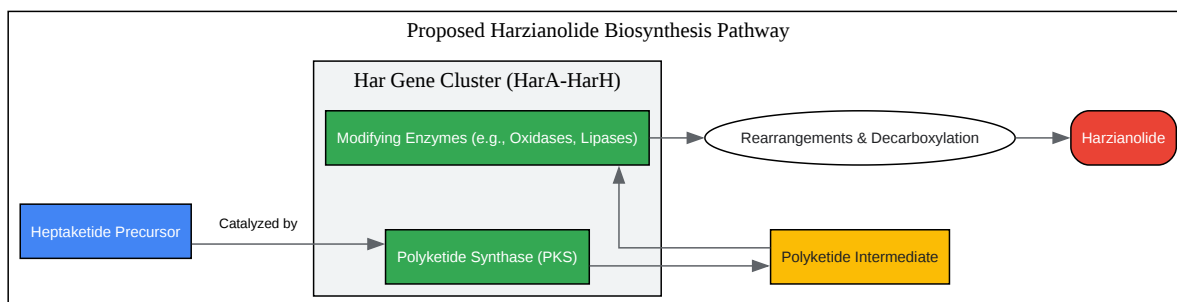 Proposed Harzianolide Biosynthesis Pathway
Har Gene Cluster (HarA-HarH)
Modifying Enzymes (e.g., Oxidases, Lipases)
Rearrangements & Decarboxylation
Harzianolide
Heptaketide Precursor
Catalyzed by
Polyketide Synthase (PKS)
Polyketide Intermediate